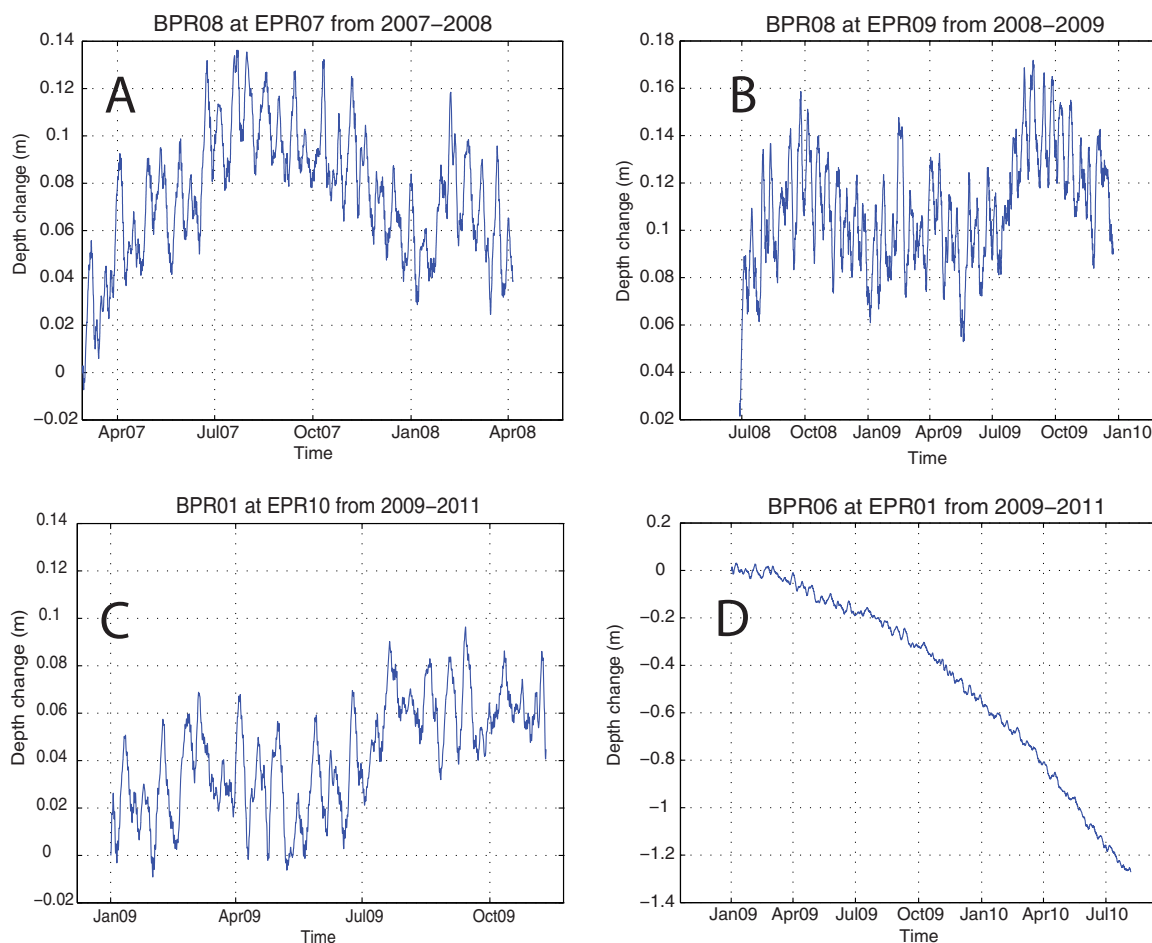 BPR08 at EPR07 from 2007−2008
A
0.14
0.12
0.1
0.08
0.06
0.04
0.02
0
−0.02
Depth change (m)
Apr07 Jul07 Oct07 Jan08 Apr08
Time
BPR08 at EPR09 from 2008−2009
B
0.18
0.16
0.14
0.12
0.1
0.08
0.06
0.04
0.02
Depth change (m)
Jul08 Oct08 Jan09 Apr09 Jul09 Oct09 Jan10
Time
BPR01 at EPR10 from 2009−2011
C
0.14
0.12
0.1
0.08
0.06
0.04
0.02
0
−0.02
Depth change (m)
Jan09 Apr09 Jul09 Oct09
Time
BPR06 at EPR01 from 2009−2011
D
0.2
0
−0.2
−0.4
−0.6
−0.8
−1
−1.2
−1.4
Depth change (m)
Jan09 Apr09 Jul09 Oct09 Jan10 Apr10 Jul10
Time